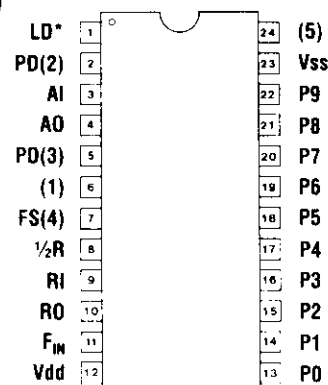 LD* 1 24 (5)
PD(2) 2 23 Vss
AI 3 22 P9
AO 4 21 P8
PD(3) 5 20 P7
(1) 6 19 P6
FS(4) 7 18 P5
½R 8 17 P4
RI 9 16 P3
RO 10 15 P2
FIN 11 14 P1
Vdd 12 13 P0